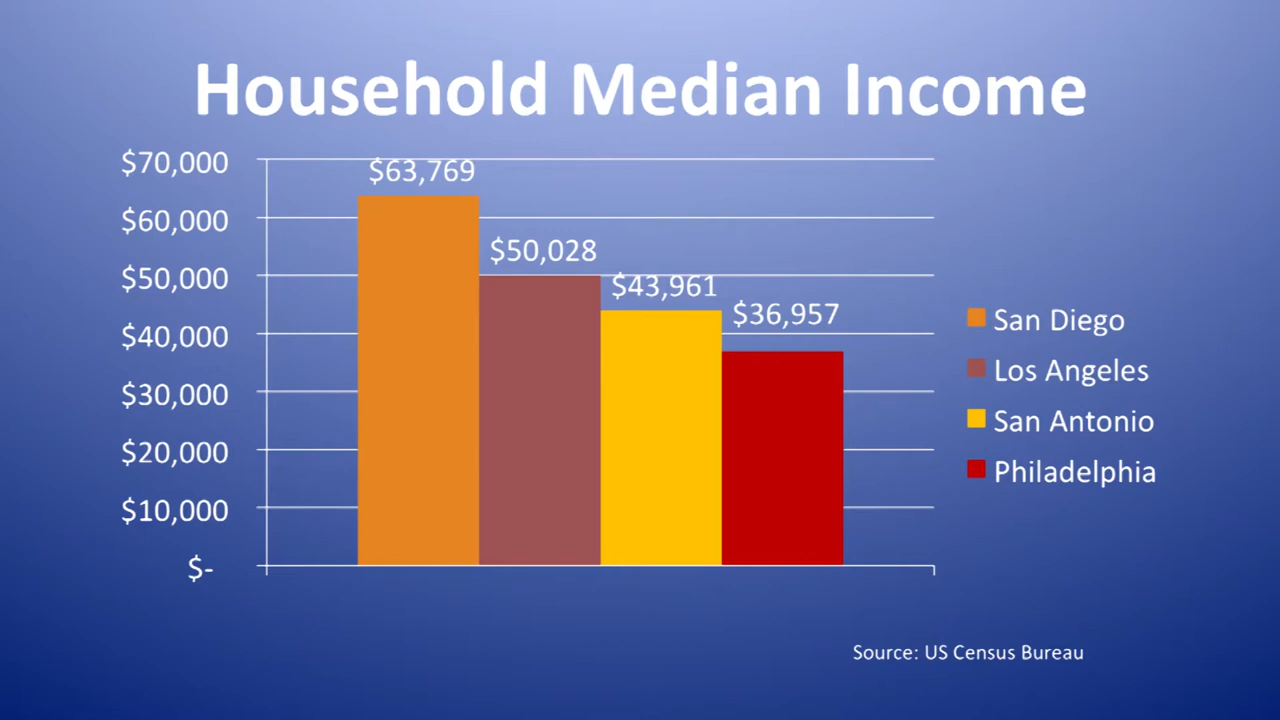 Household Median Income
$70,000
$60,000
$50,000
$40,000
$30,000
$20,000
$10,000
$-
$63,769
$50,028
$43,961
$36,957
San Diego
Los Angeles
San Antonio
Philadelphia
Source: US Census Bureau